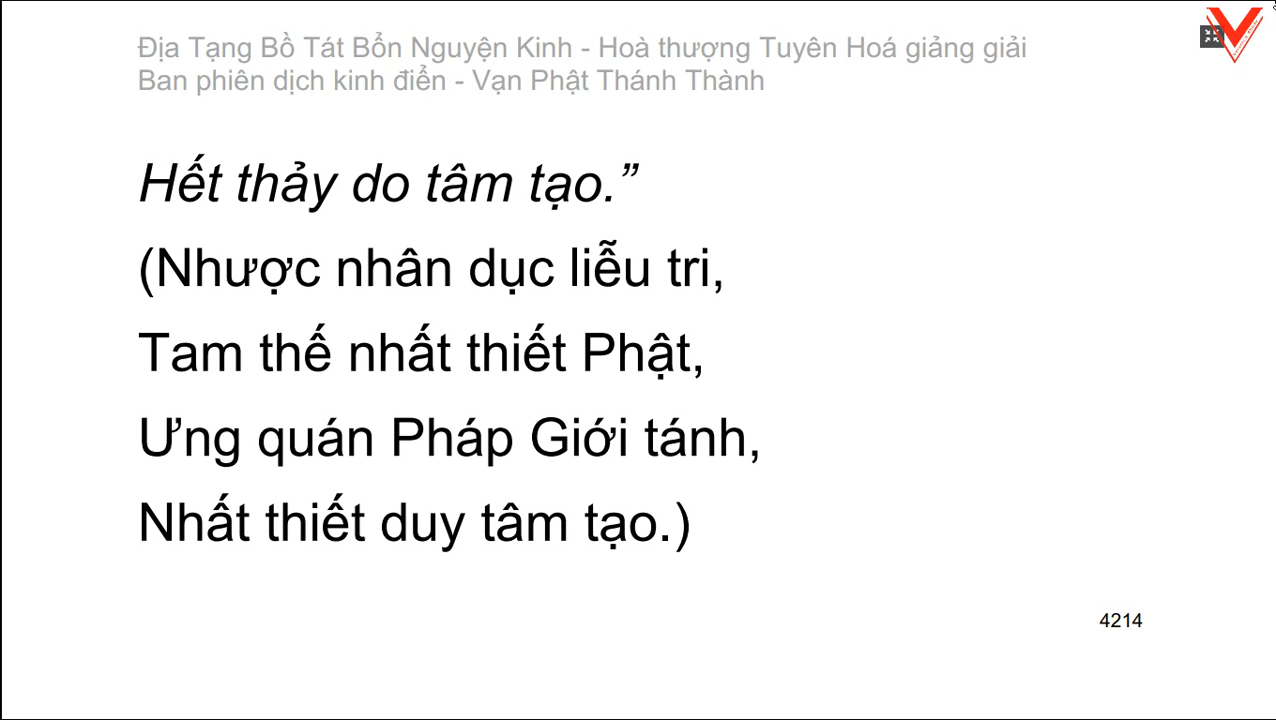 Địa Tạng Bồ Tát Bổn Nguyện Kinh - Hoà thượng Tuyên Hoá giảng giải
Ban phiên dịch kinh điển - Vạn Phật Thánh Thành
Hết thảy do tâm tạo.”
(Nhược nhân dục liễu tri,
Tam thế nhất thiết Phật,
Ưng quán Pháp Giới tánh,
Nhất thiết duy tâm tạo.)
4214